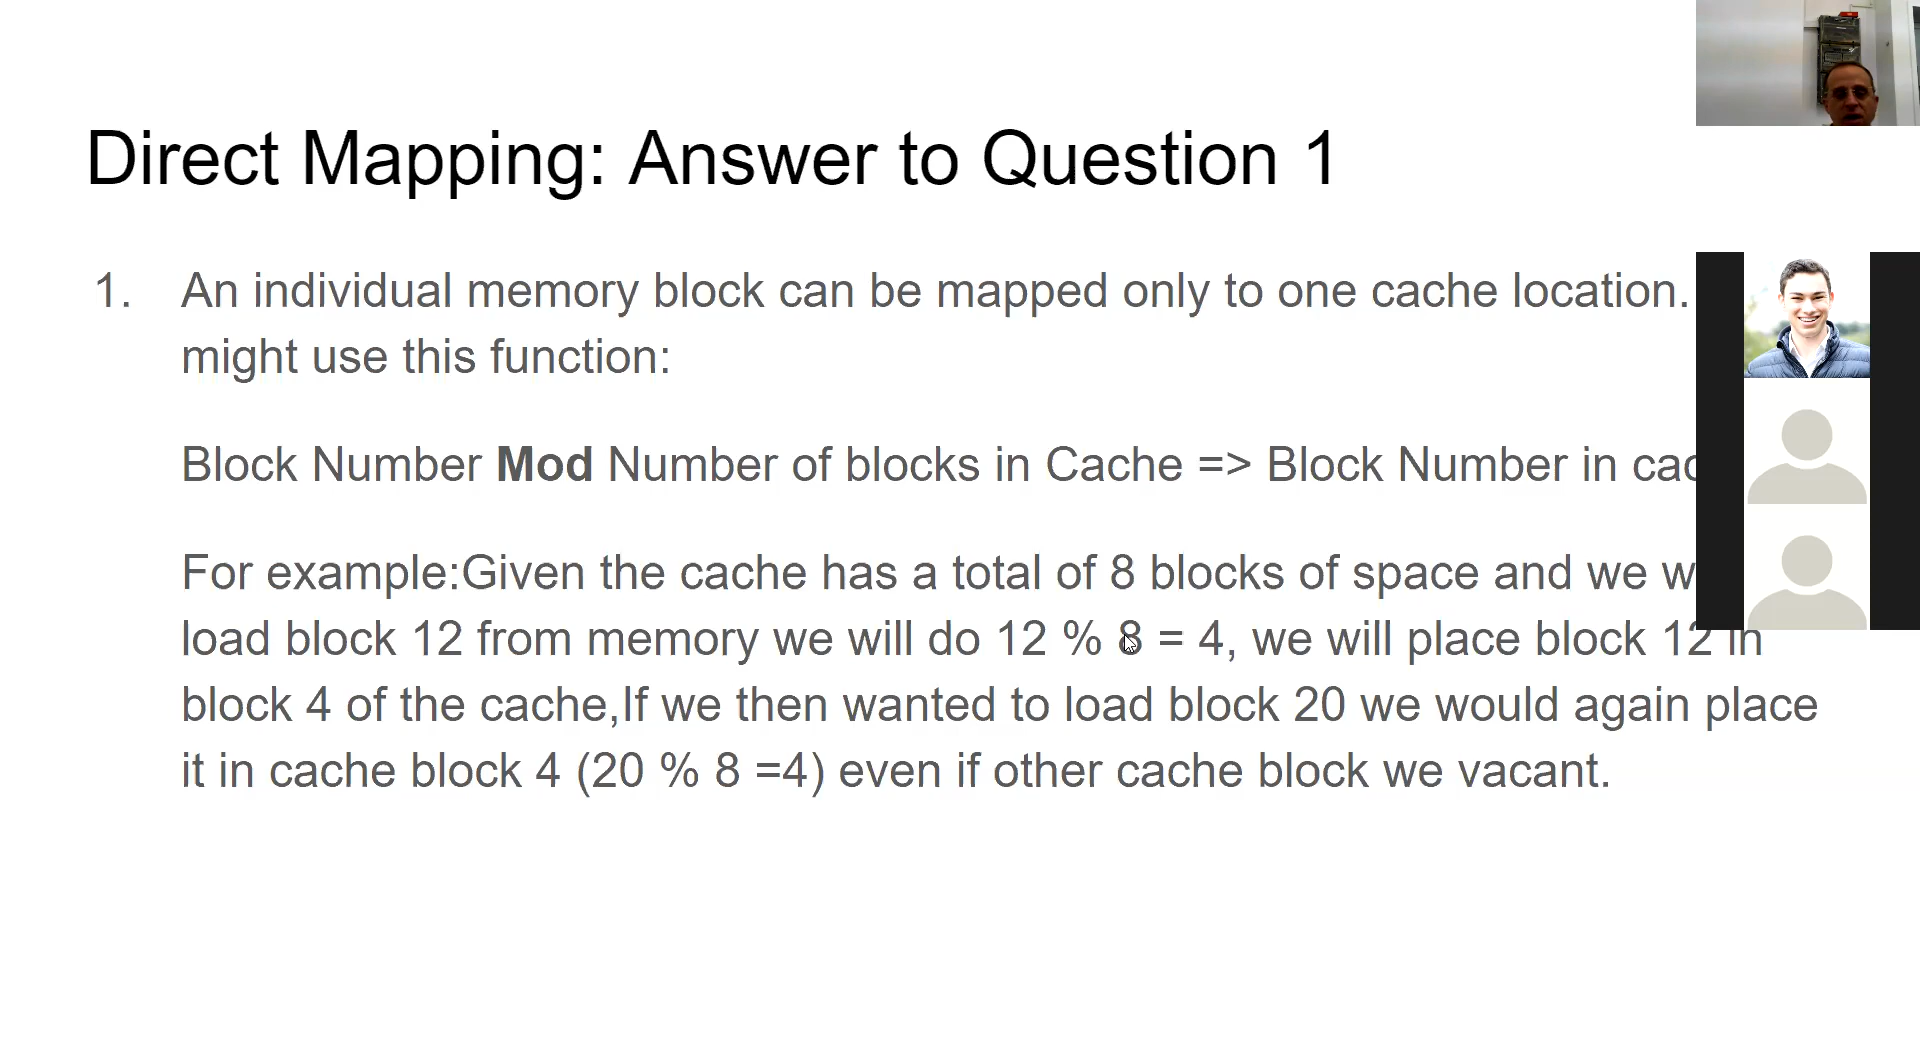 Direct Mapping: Answer to Question 1
1. An individual memory block can be mapped only to one cache location.
might use this function:
Block Number Mod Number of blocks in Cache => Block Number in
For example:Given the cache has a total of 8 blocks of space and we
load block 12 from memory we will do 12 % 8 = 4, we will place block 12 in
block 4 of the cache,If we then wanted to load block 20 we would again place
it in cache block 4 (20 % 8 =4) even if other cache block we vacant.